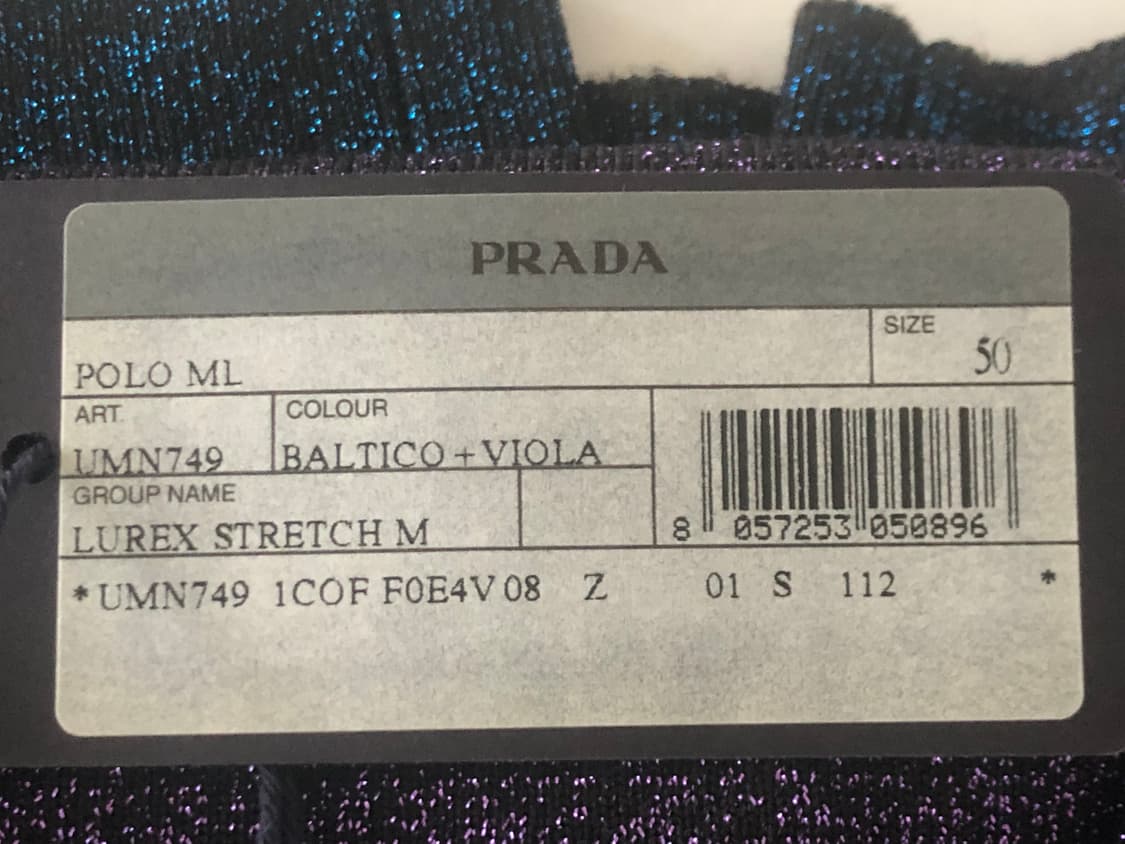 PRADA
SIZE
50
POLO ML
ART.
UMN749
COLOUR
BALTICO + VIOLA
GROUP NAME
LUREX STRETCH M
8 057253 050896
*UMN749 1COF F0E4V 08 Z 01 S 112 *